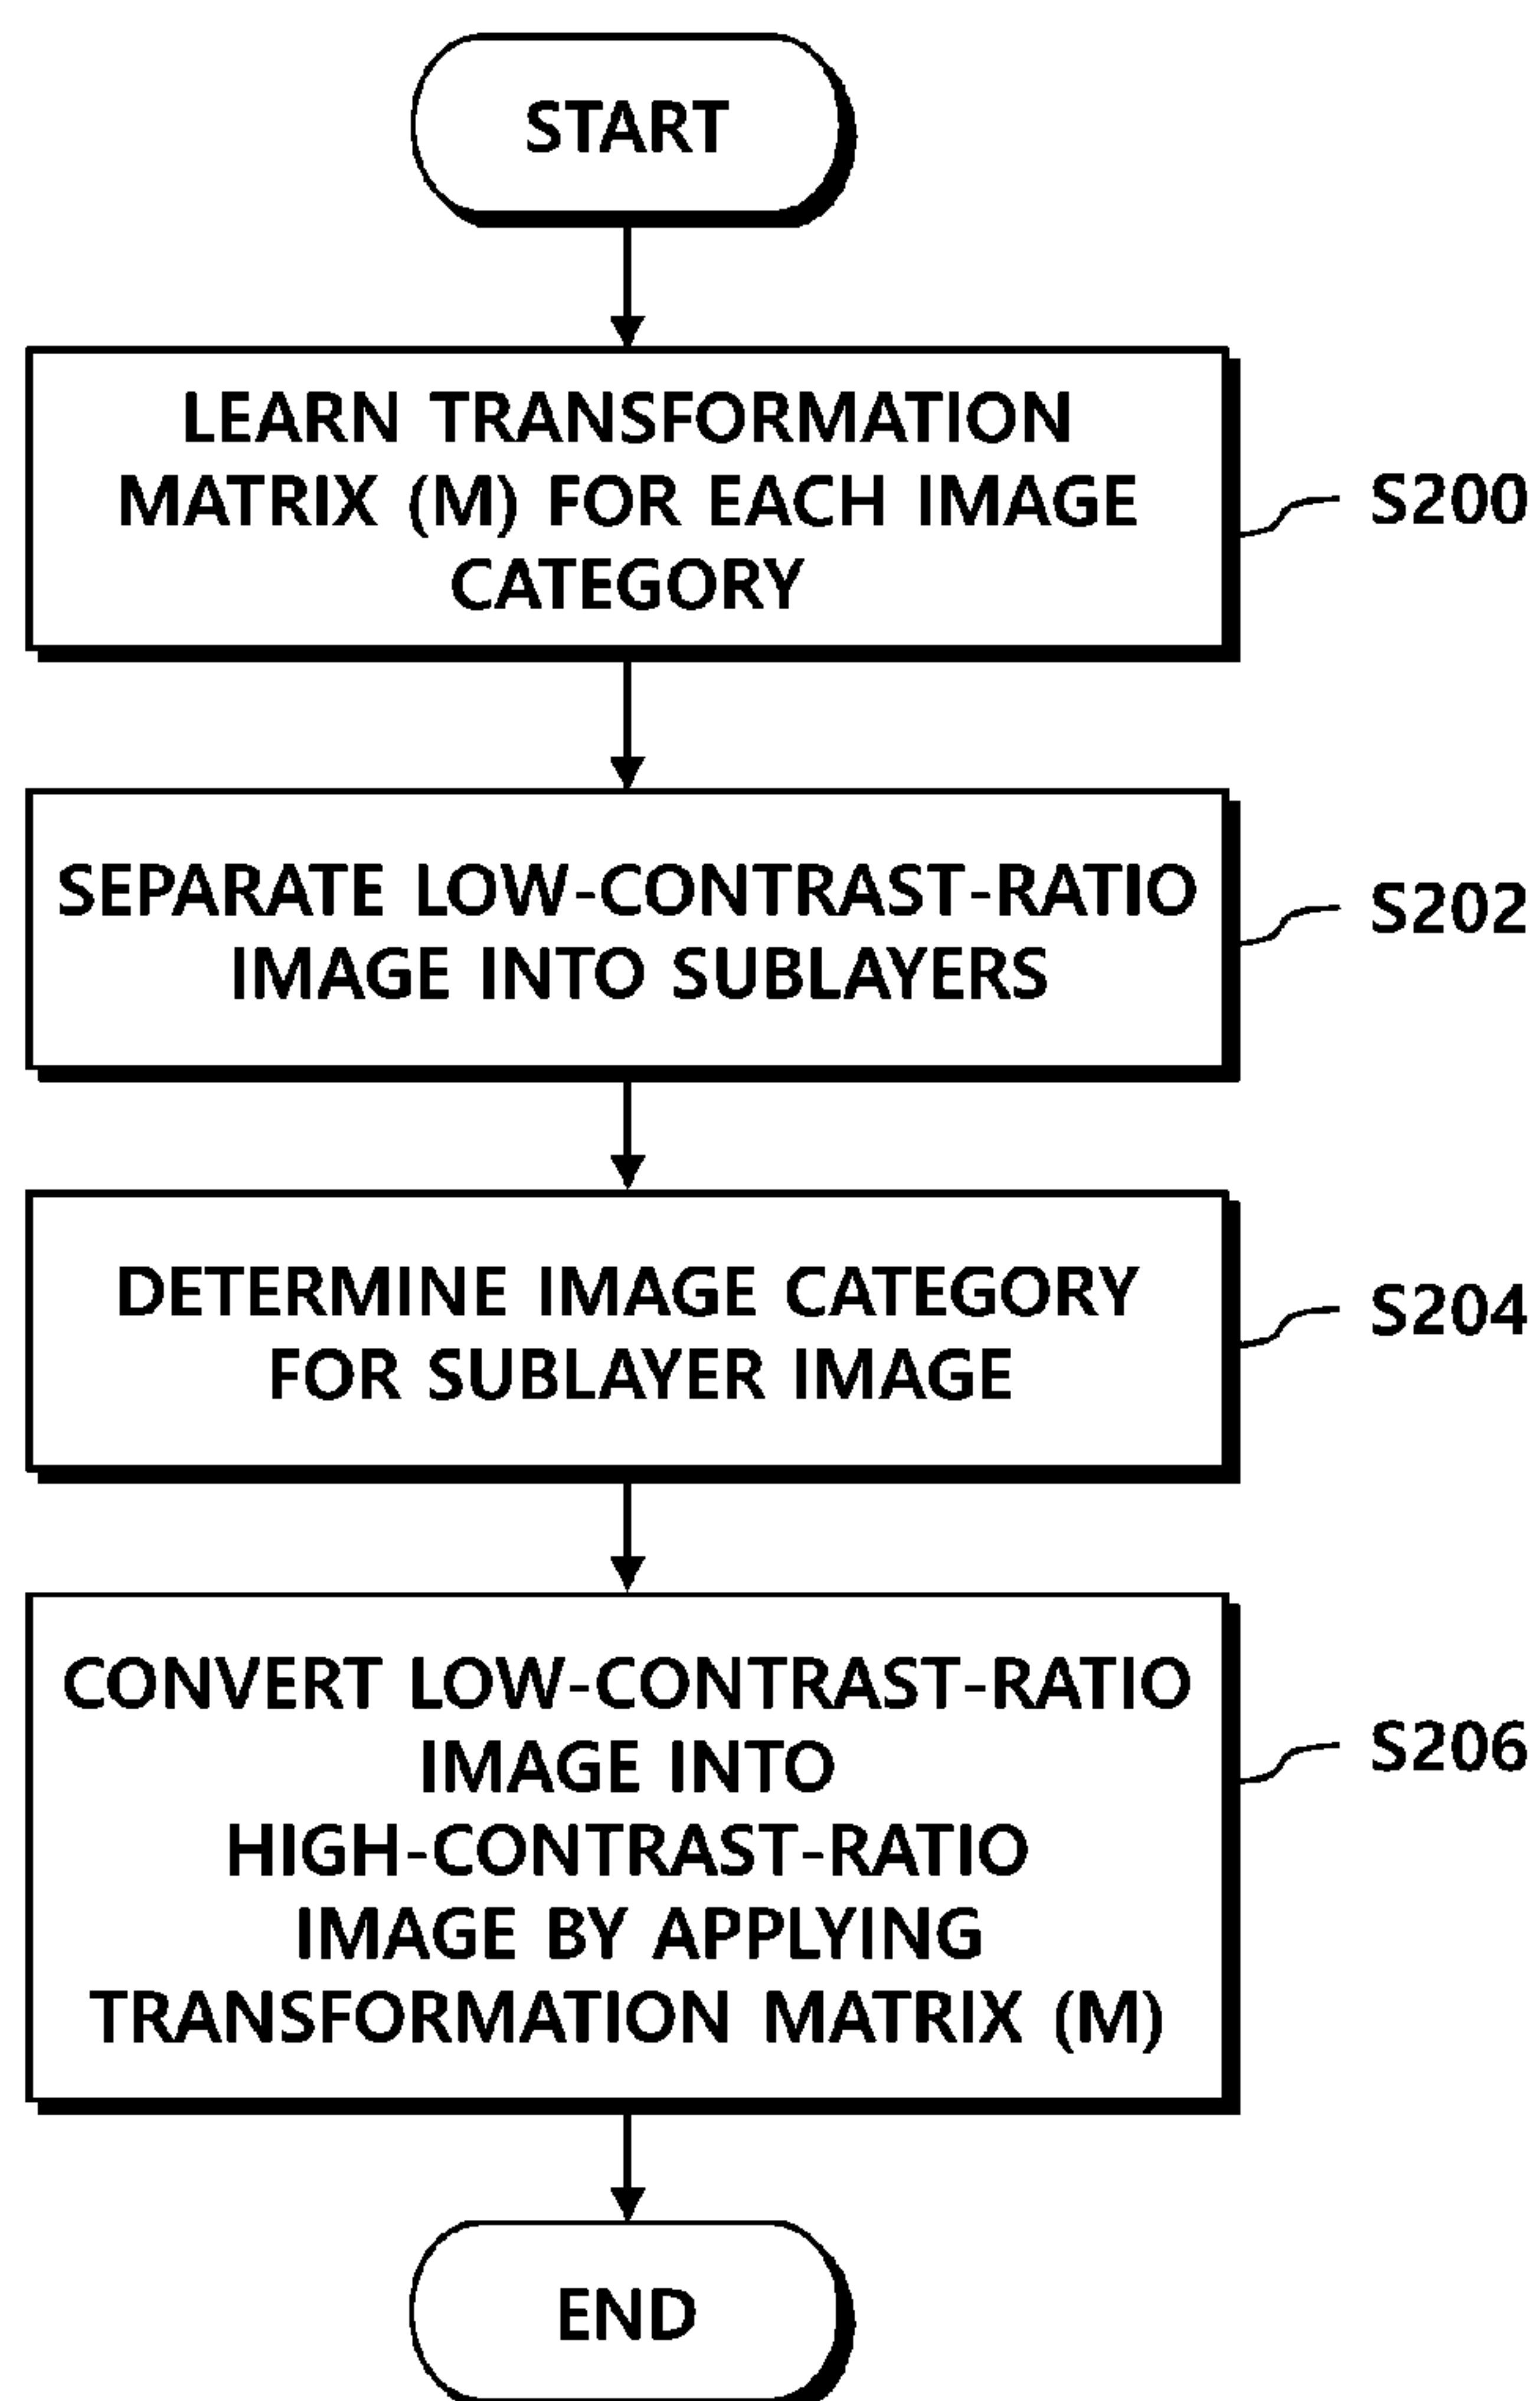 START
LEARN TRANSFORMATION
MATRIX (M) FOR EACH IMAGE
CATEGORY
S200
SEPARATE LOW-CONTRAST-RATIO
IMAGE INTO SUBLAYERS
S202
DETERMINE IMAGE CATEGORY
FOR SUBLAYER IMAGE
S204
CONVERT LOW-CONTRAST-RATIO
IMAGE INTO
HIGH-CONTRAST-RATIO
IMAGE BY APPLYING
TRANSFORMATION MATRIX (M)
S206
END